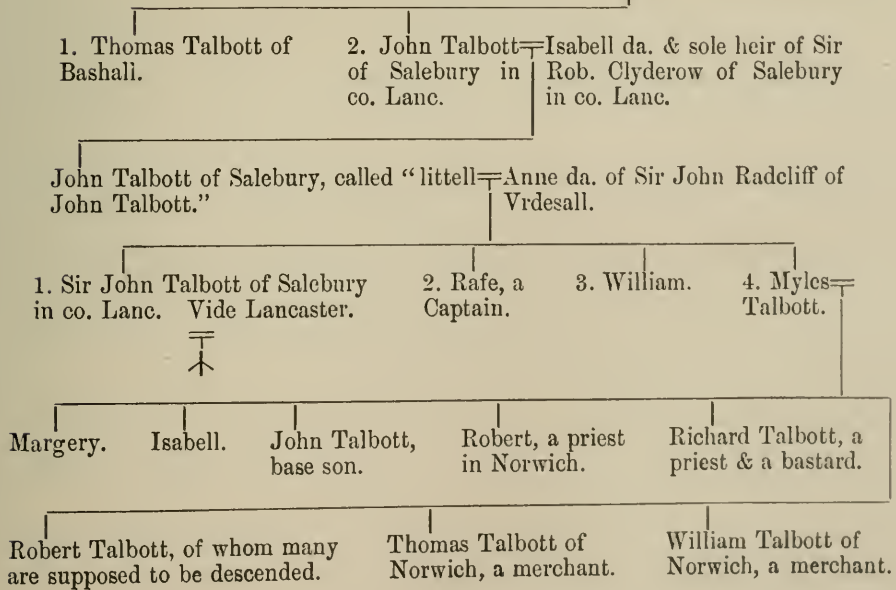 1. Thomas Talbott of
Bashall.
2. John Talbott
of Salebury in
co. Lanc.
Isabell da. & sole heir of Sir
Rob. Clyderow of Salebury
in co. Lanc.
John Talbott of Salebury, called “littell
John Talbott.”
Anne da. of Sir John Radcliff of
Vrdesall.
1. Sir John Talbott of Salebury
in co. Lanc. Vide Lancaster.
2. Rafe, a
Captain.
3. William.
4. Myles
Talbott.
Margery.
Isabell.
John Talbott,
base son.
Robert, a priest
in Norwich.
Richard Talbott, a
priest & a bastard.
Robert Talbott, of whom many
are supposed to be descended.
Thomas Talbott of
Norwich, a merchant.
William Talbott of
Norwich, a merchant.